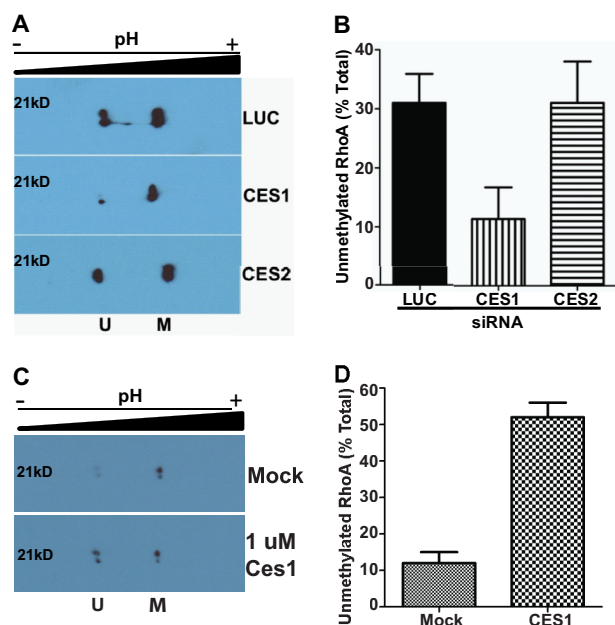 A
– pH +
21kD LUC
21kD CES1
21kD CES2
U M
B
Unmethylated RhoA (% Total)
40
30
20
10
0
LUC CES1 CES2
siRNA
C
– pH +
21kD Mock
21kD 1 uM
Ces1
U M
D
Unmethylated RhoA (% Total)
60
50
40
30
20
10
0
Mock CES1